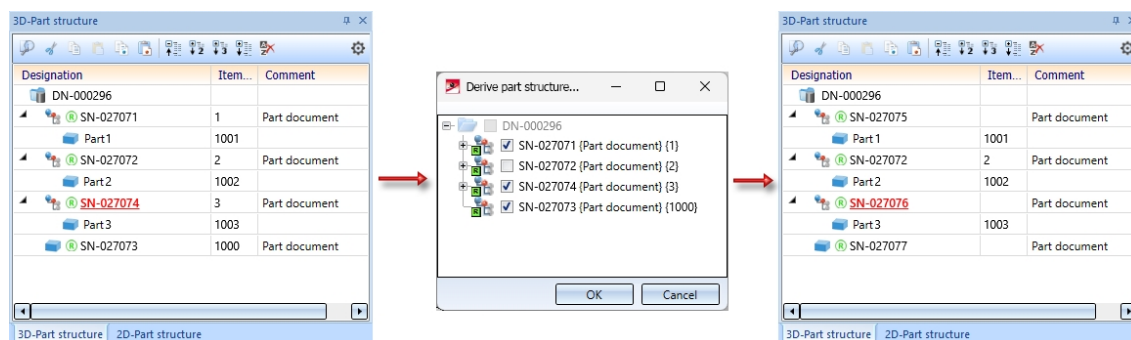 3D-Part structure
Designation Item... Comment
DN-000296
SN-027071 1 Part document
Part1 1001
SN-027072 2 Part document
Part2 1002
SN-027074 3 Part document
Part3 1003
SN-027073 1000 Part document
3D-Part structure 2D-Part structure
Derive part structure...
DN-000296
SN-027071 {Part document} {1}
SN-027072 {Part document} {2}
SN-027074 {Part document} {3}
SN-027073 {Part document} {1000}
OK Cancel
3D-Part structure
Designation Item... Comment
DN-000296
SN-027075 Part document
Part1 1001
SN-027072 2 Part document
Part2 1002
SN-027076 Part document
Part3 1003
SN-027077 Part document
3D-Part structure 2D-Part structure